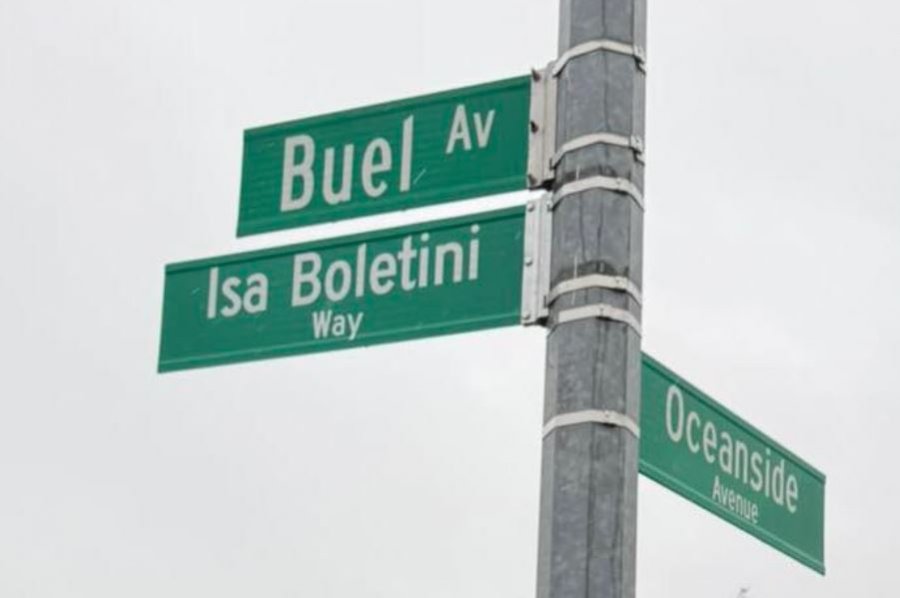 Buel Av
Isa Boletini
Way
Oceanside
Avenue